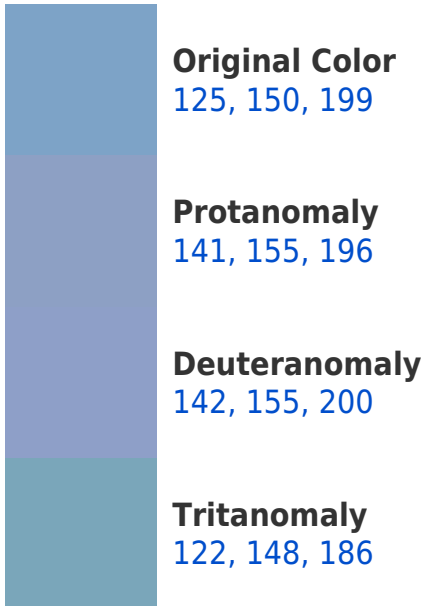 Original Color
125, 150, 199
Protanomaly
141, 155, 196
Deuteranomaly
142, 155, 200
Tritanomaly
122, 148, 186